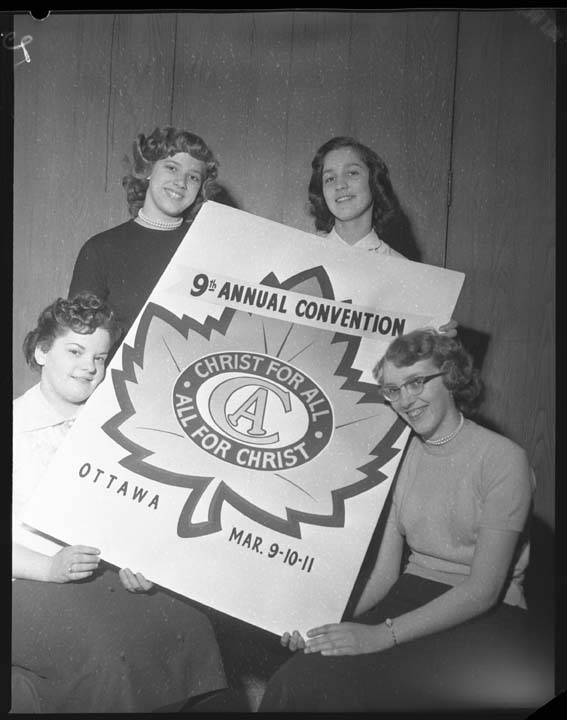 9th ANNUAL CONVENTION
CHRIST FOR ALL
CA
ALL FOR CHRIST
OTTAWA
MAR. 9-10-11